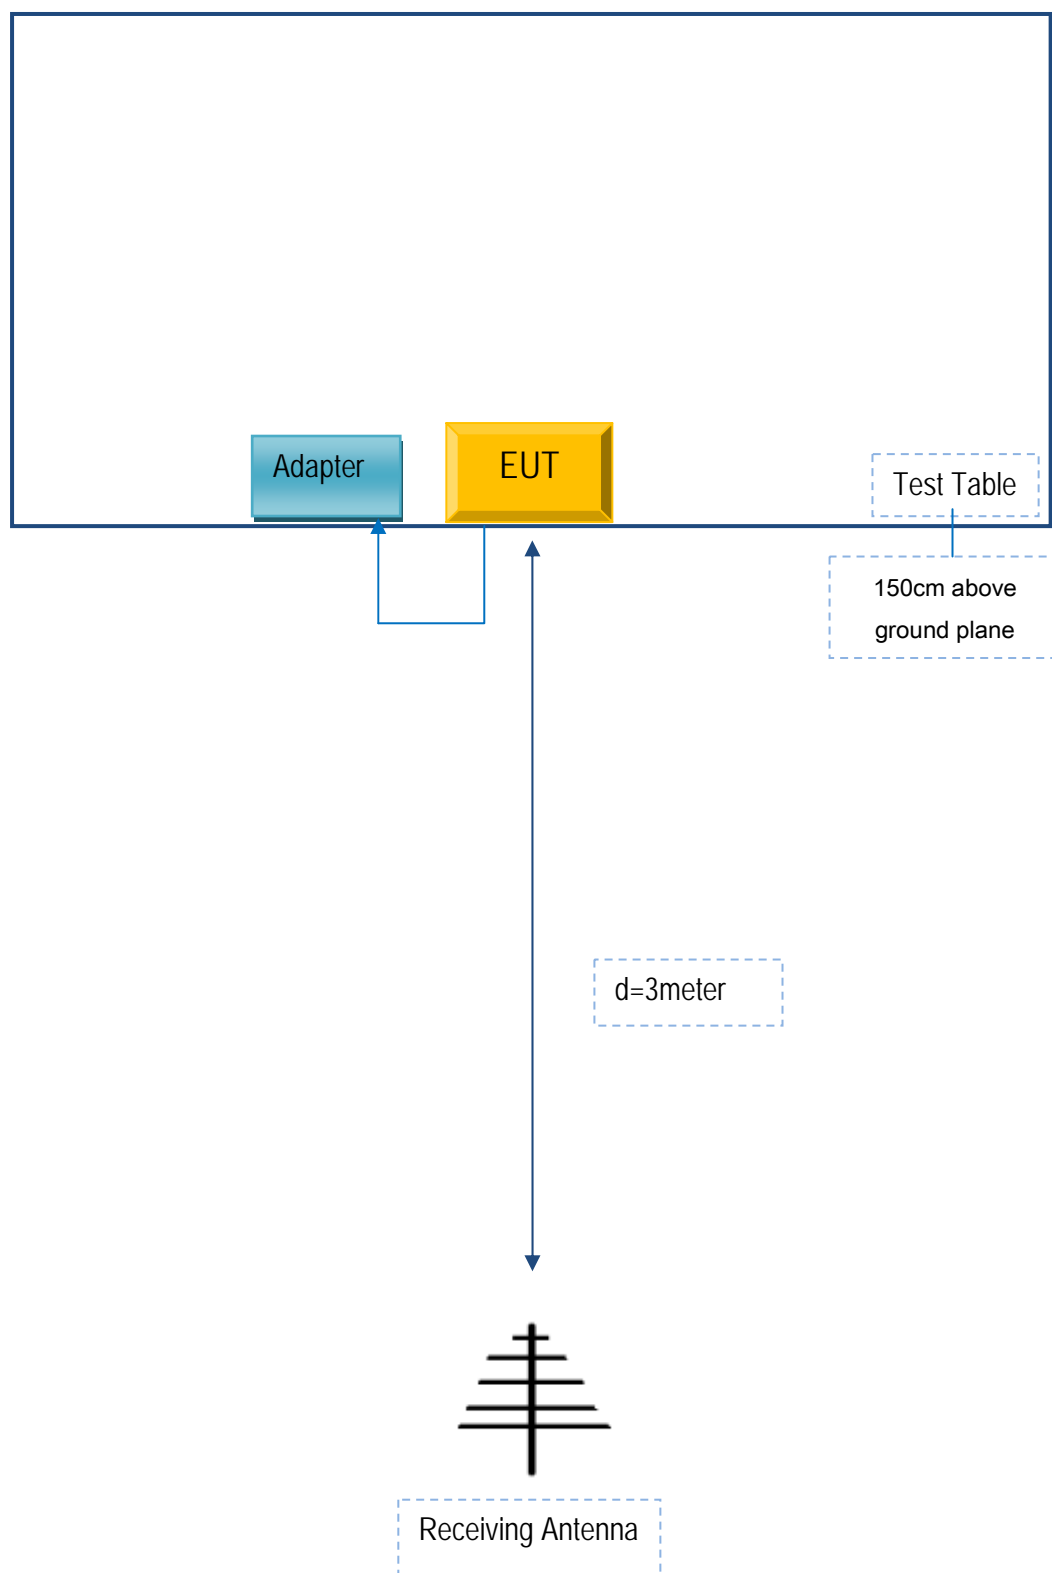 Adapter
EUT
Test Table
150cm above
ground plane
d=3meter
Receiving Antenna